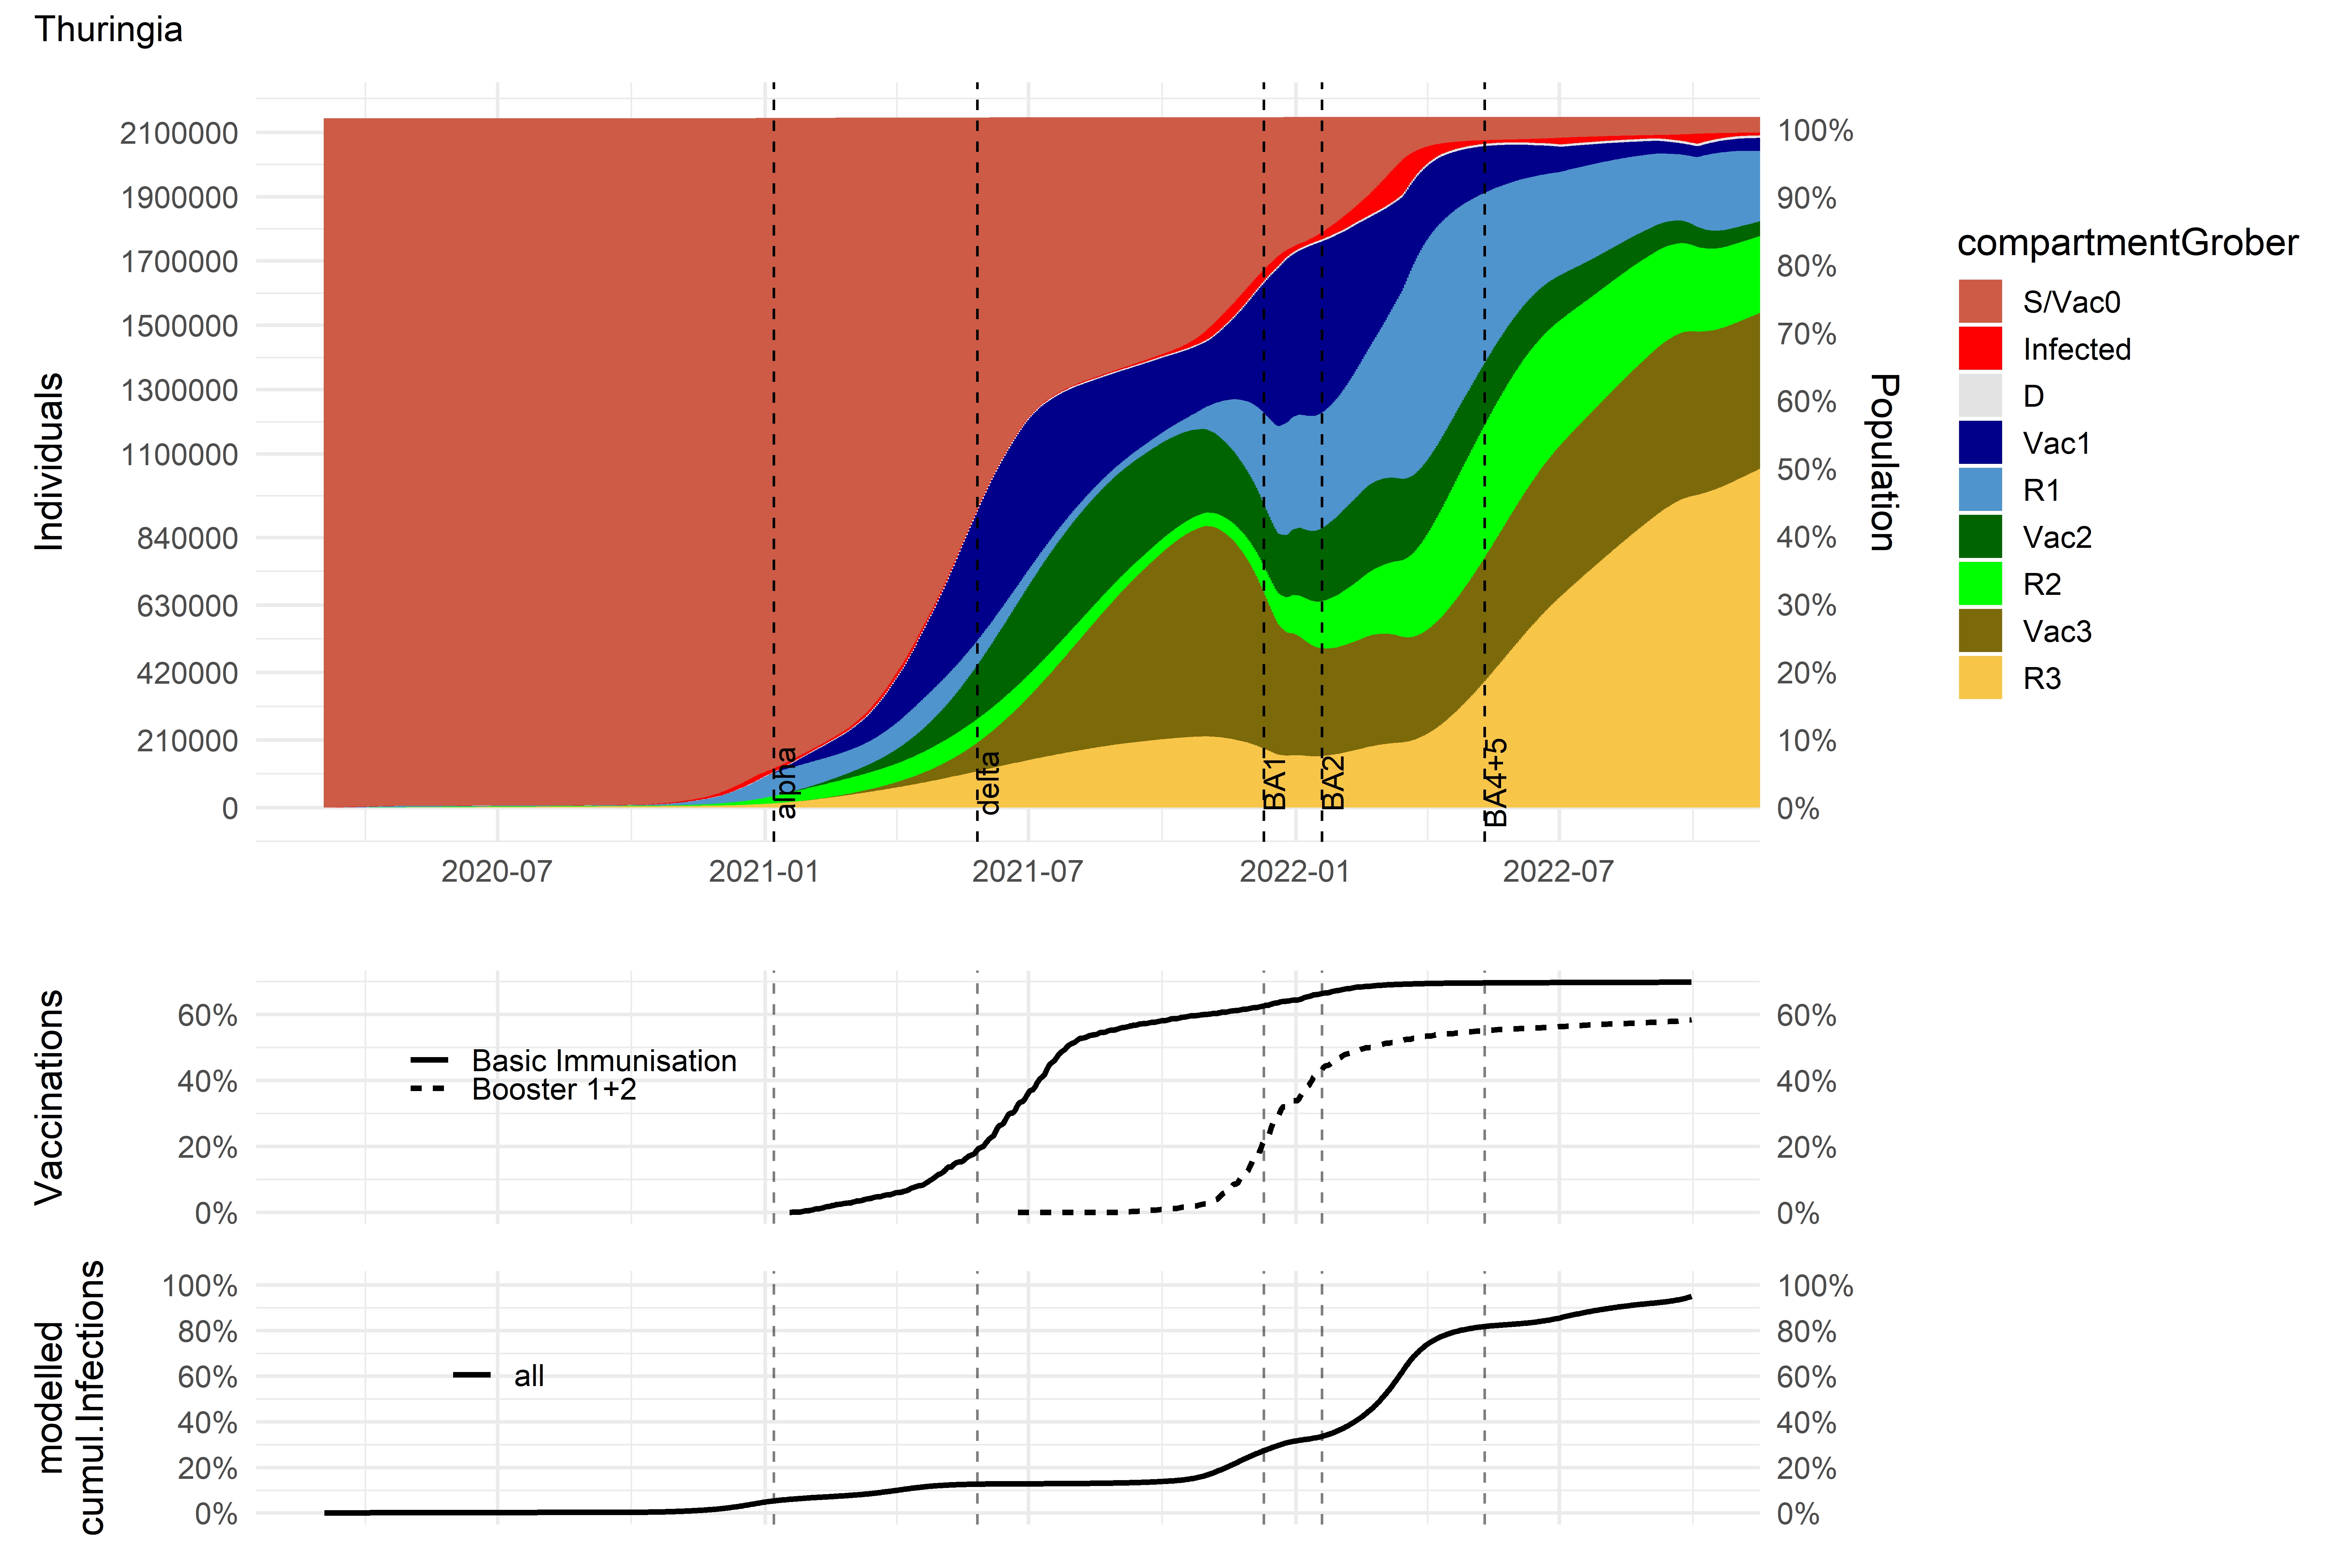 Thuringia
Individuals
2100000
1900000
1700000
1500000
1300000
1100000
840000
630000
420000
210000
0
100%
90%
80%
70%
60%
50%
40%
30%
20%
10%
0%
Population
alpha
delta
BA1
BA2
BA4+5
2020-07
2021-01
2021-07
2022-01
2022-07
compartmentGrober
S/Vac0
Infected
D
Vac1
R1
Vac2
R2
Vac3
R3
Vaccinations
60%
40%
20%
0%
Basic Immunisation
Booster 1+2
60%
40%
20%
0%
modelled
cumul.Infections
100%
80%
60%
40%
20%
0%
all
100%
80%
60%
40%
20%
0%